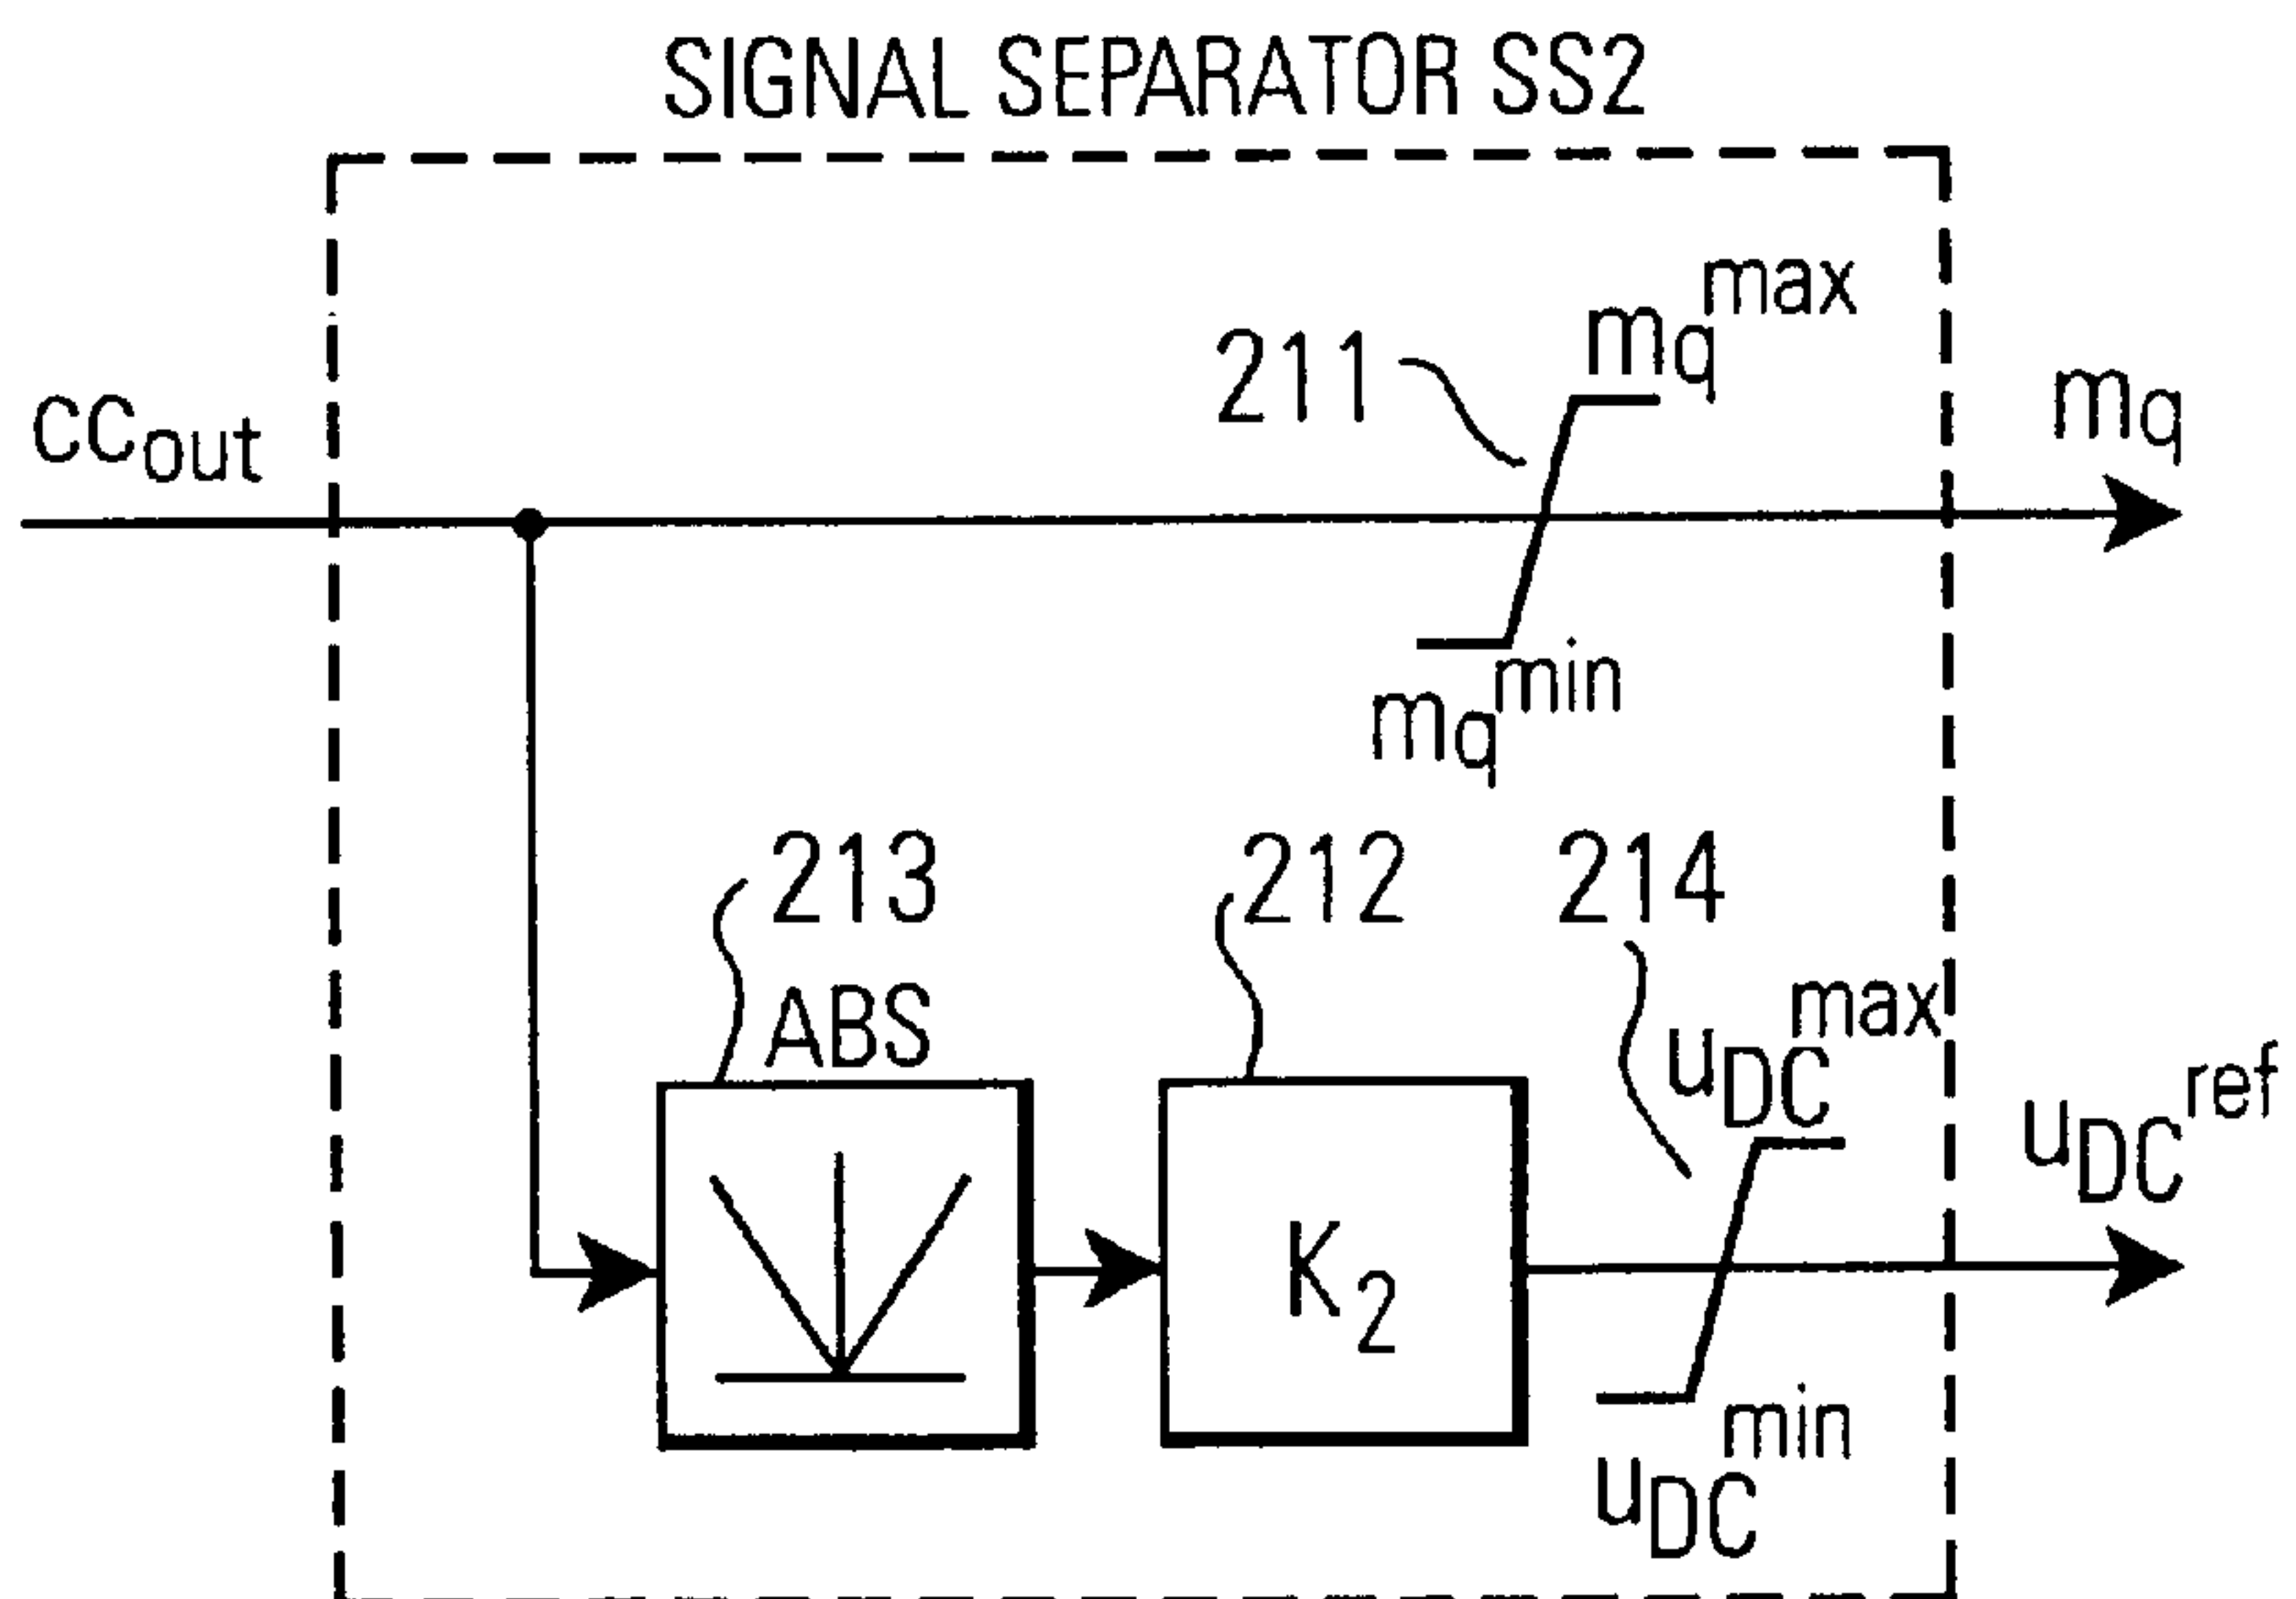 SIGNAL SEPARATOR SS2
mq max
211
mq
ccout
mq min
213
212
214
ABS
uDC max
uDC ref
K2
uDC min